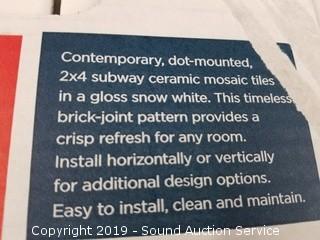 Contemporary, dot-mounted,
2x4 subway ceramic mosaic tiles
in a gloss snow white. This timeless
brick-joint pattern provides a
crisp refresh for any room.
Install horizontally or vertically
for additional design options.
Easy to install, clean and maintain.
Copyright 2019 - Sound Auction Service